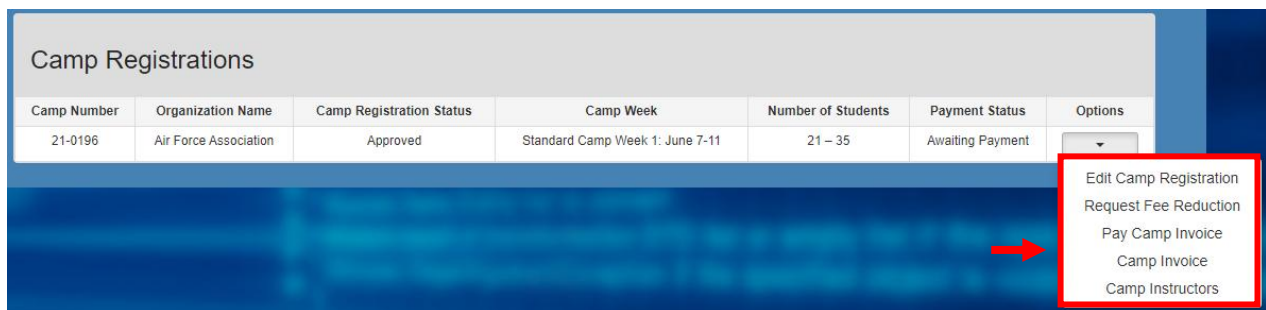 Camp Registrations
Camp Number Organization Name Camp Registration Status Camp Week Number of Students Payment Status Options
21-0196 Air Force Association Approved Standard Camp Week 1: June 7-11 21 – 35 Awaiting Payment
Edit Camp Registration
Request Fee Reduction
Pay Camp Invoice
Camp Invoice
Camp Instructors